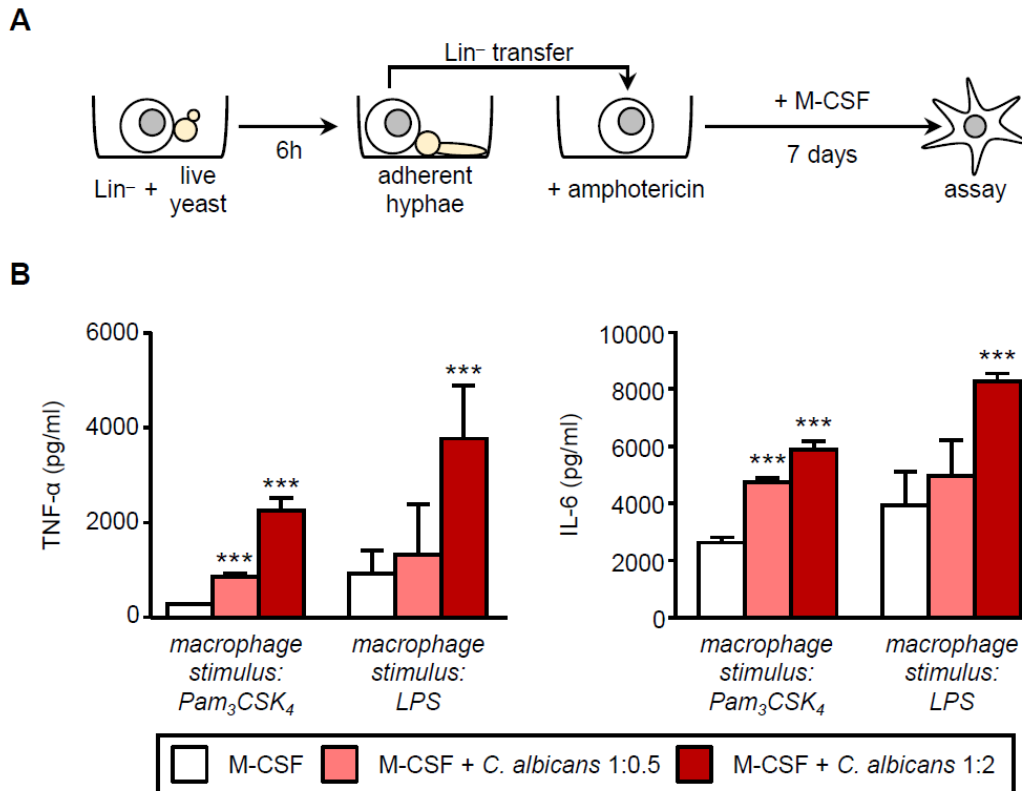 A
Lin⁻ transfer
+ M-CSF
6h
7 days
Lin⁻ + live yeast
adherent hyphae
+ amphotericin
assay
B
TNF-α (pg/ml)
6000
4000
2000
0
***
***
***
macrophage
stimulus:
Pam₃CSK₄
macrophage
stimulus:
LPS
IL-6 (pg/ml)
10000
8000
6000
4000
2000
0
***
***
***
macrophage
stimulus:
Pam₃CSK₄
macrophage
stimulus:
LPS
M-CSF M-CSF + C. albicans 1:0.5 M-CSF + C. albicans 1:2